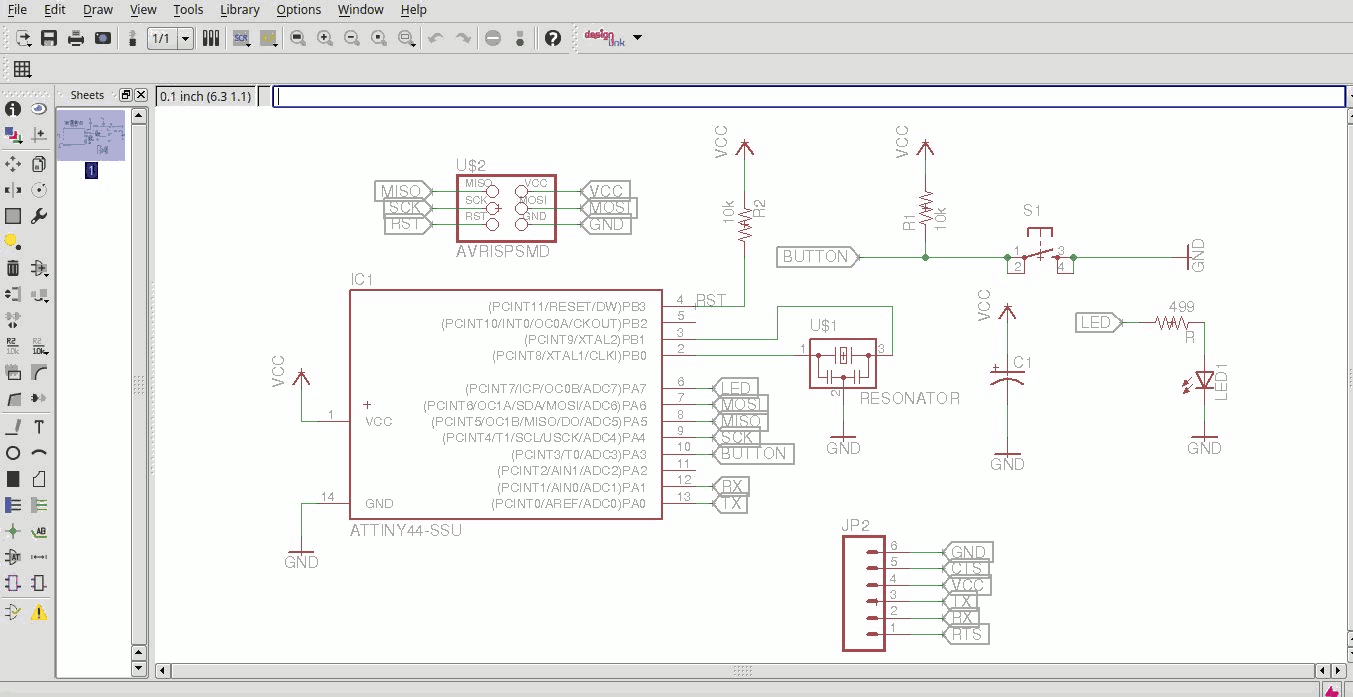 File Edit Draw View Tools Library Options Window Help
1/1 SCR design link
Sheets 0.1 inch (6.3 1.1)
1
U$2
MISO SCK RST
MISO VCC
SCK MOSI
RST GND
VCC MOSI GND
AVRISPSMD
VCC
10k R2
VCC
R1 10k
BUTTON
S1
1 3
2 4
GND
IC1
(PCINT11/RESET/DW)PB3 4 RST
(PCINT10/INT0/OC0A/CKOUT)PB2 5
(PCINT9/XTAL2)PB1 3
(PCINT8/XTAL1/CLKI)PB0 2
(PCINT7/ICP/OC0B/ADC7)PA7 6 LED
(PCINT6/OC1A/SDA/MOSI/ADC6)PA6 7 MOSI
(PCINT5/OC1B/MISO/DO/ADC5)PA5 8 MISO
(PCINT4/T1/SCL/USCK/ADC4)PA4 9 SCK
(PCINT3/T0/ADC3)PA3 10 BUTTON
(PCINT2/AIN1/ADC2)PA2 11
(PCINT1/AIN0/ADC1)PA1 12 RX
(PCINT0/AREF/ADC0)PA0 13 TX
VCC
1 VCC
14 GND
GND
ATTINY44-SSU
U$1
1 3
2
RESONATOR
GND
VCC
C1
GND
LED
499
R
LED1
GND
JP2
6 GND
5 CTS
4 VCC
3 TX
2 RX
1 RTS